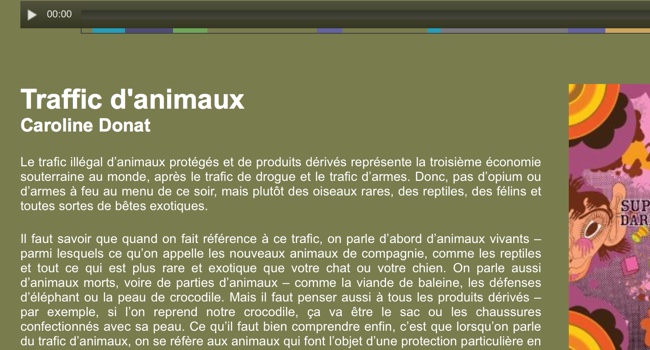 00:00
Traffic d'animaux
Caroline Donat
Le trafic illégal d'animaux protégés et de produits dérivés représente la troisième économie
souterraine au monde, après le trafic de drogue et le trafic d'armes. Donc, pas d'opium ou
d'armes à feu au menu de ce soir, mais plutôt des oiseaux rares, des reptiles, des félins et
toutes sortes de bêtes exotiques.
Il faut savoir que quand on fait référence à ce trafic, on parle d'abord d'animaux vivants –
parmi lesquels ce qu'on appelle les nouveaux animaux de compagnie, comme les reptiles
et tout ce qui est plus rare et exotique que votre chat ou votre chien. On parle aussi
d'animaux morts, voire de parties d'animaux – comme la viande de baleine, les défenses
d'éléphant ou la peau de crocodile. Mais il faut penser aussi à tous les produits dérivés –
par exemple, si l'on reprend notre crocodile, ça va être le sac ou les chaussures
confectionnés avec sa peau. Ce qu'il faut bien comprendre enfin, c'est que lorsqu'on parle
du trafic d'animaux, on se réfère aux animaux qui font l'objet d'une protection particulière en
SUP
DAR